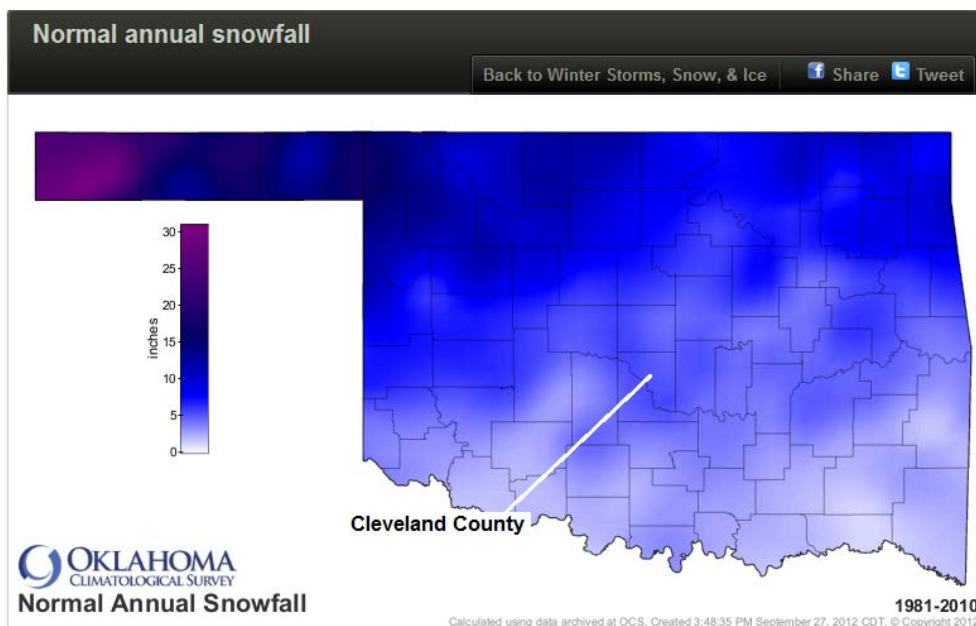 Normal annual snowfall
Back to Winter Storms, Snow, & Ice Share Tweet
30
25
20
15
10
5
0
inches
Cleveland County
OKLAHOMA
CLIMATOLOGICAL SURVEY
Normal Annual Snowfall
1981-2010
Calculated using data archived at OCS. Created 3:48:35 PM September 27, 2012 CDT. © Copyright 2012